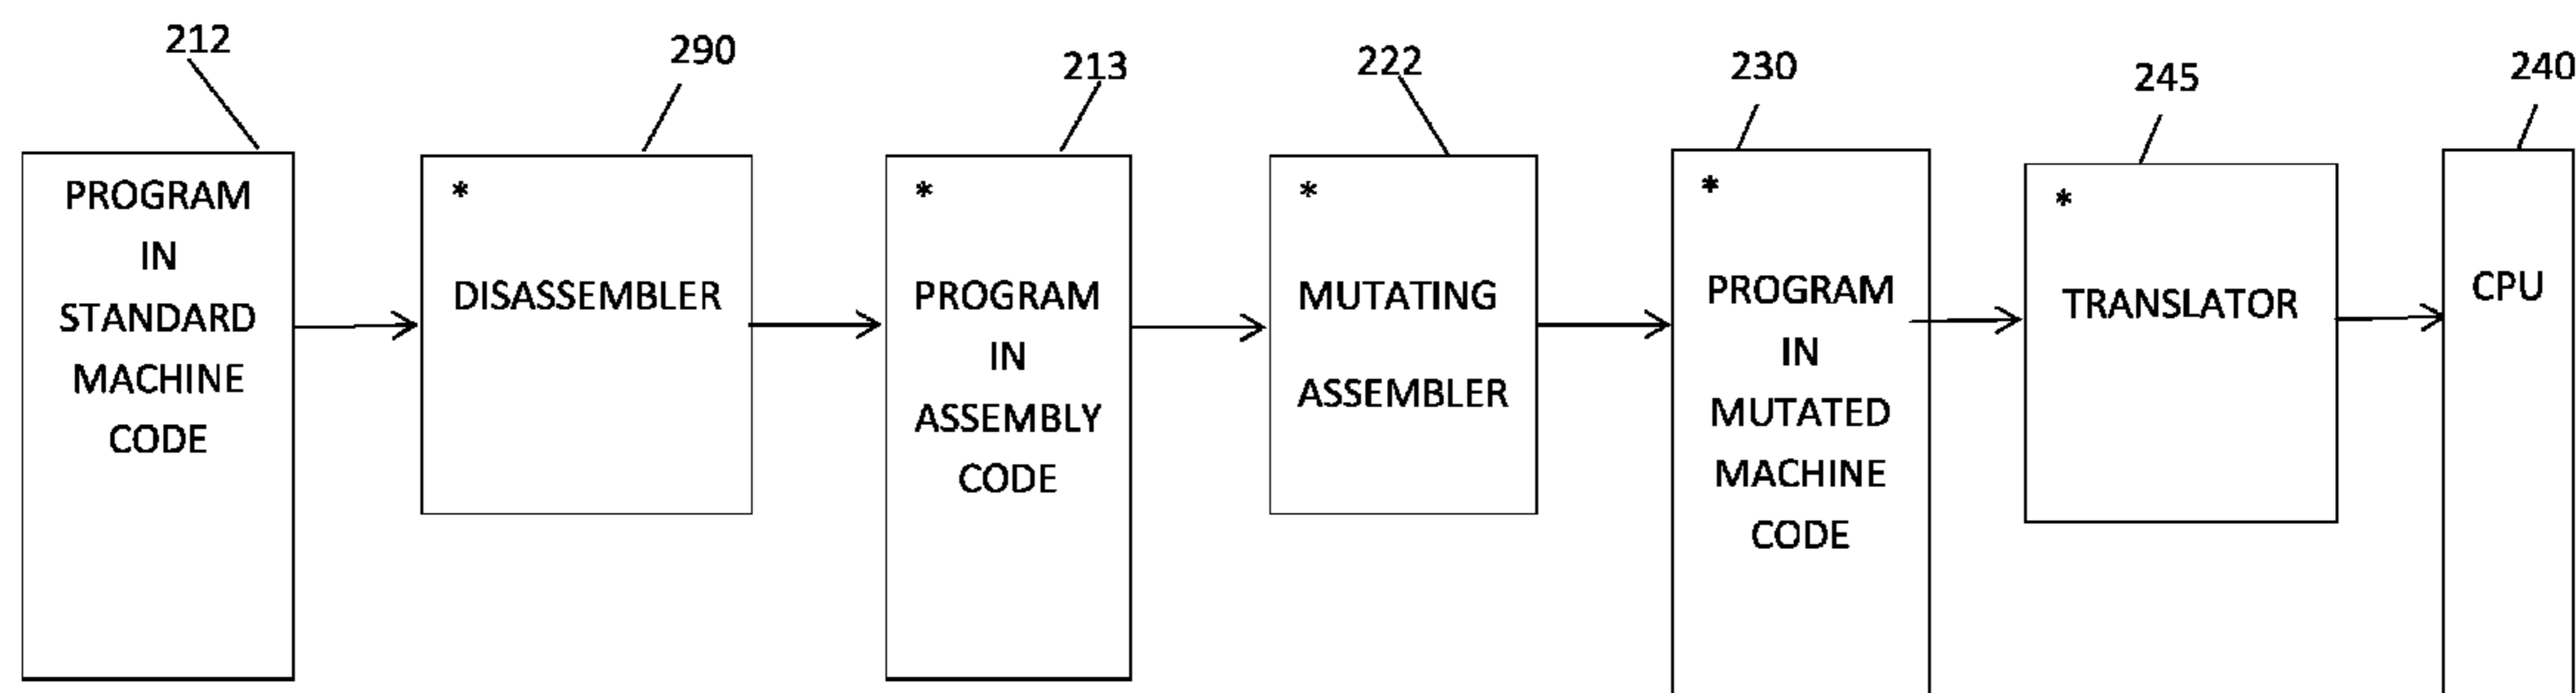 212
290
213
222
230
245
240
PROGRAM
IN
STANDARD
MACHINE
CODE
*
DISASSEMBLER
*
PROGRAM
IN
ASSEMBLY
CODE
*
MUTATING
ASSEMBLER
*
PROGRAM
IN
MUTATED
MACHINE
CODE
*
TRANSLATOR
CPU